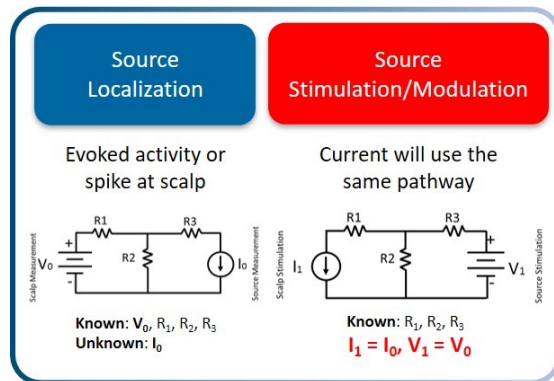 Source
Localization
Source
Stimulation/Modulation
Evoked activity or
spike at scalp
Current will use the
same pathway
Scalp Measurement
V₀
+
-
R1
R2
R3
I₀
Source Measurement
Scalp Stimulation
I₁
R1
R2
R3
+
-
V₁
Source Stimulation
Known: V₀, R₁, R₂, R₃
Unknown: I₀
Known: R₁, R₂, R₃
I₁ = I₀, V₁ = V₀